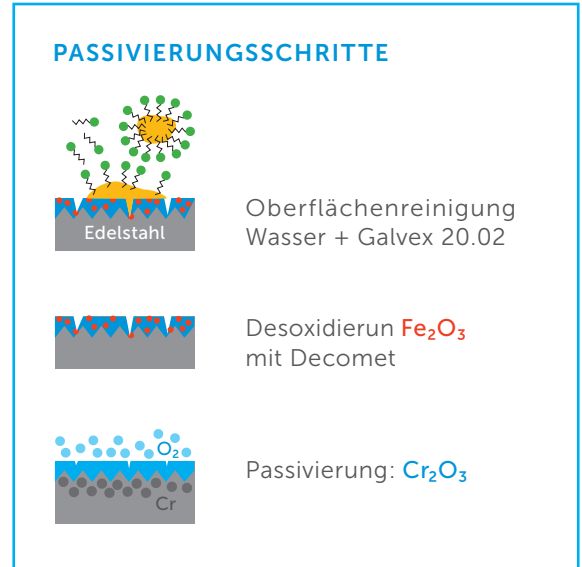 PASSIVIERUNGSSCHRITTE
Edelstahl
Oberflächenreinigung
Wasser + Galvex 20.02
Desoxidierun Fe₂O₃
mit Decomet
O₂
Cr
Passivierung: Cr₂O₃